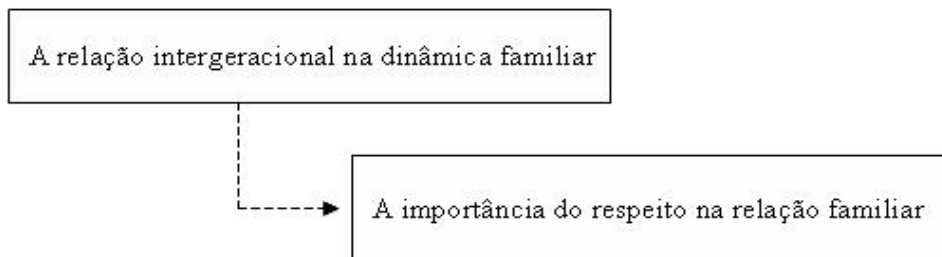 A relação intergeracional na dinâmica familiar
A importância do respeito na relação familiar